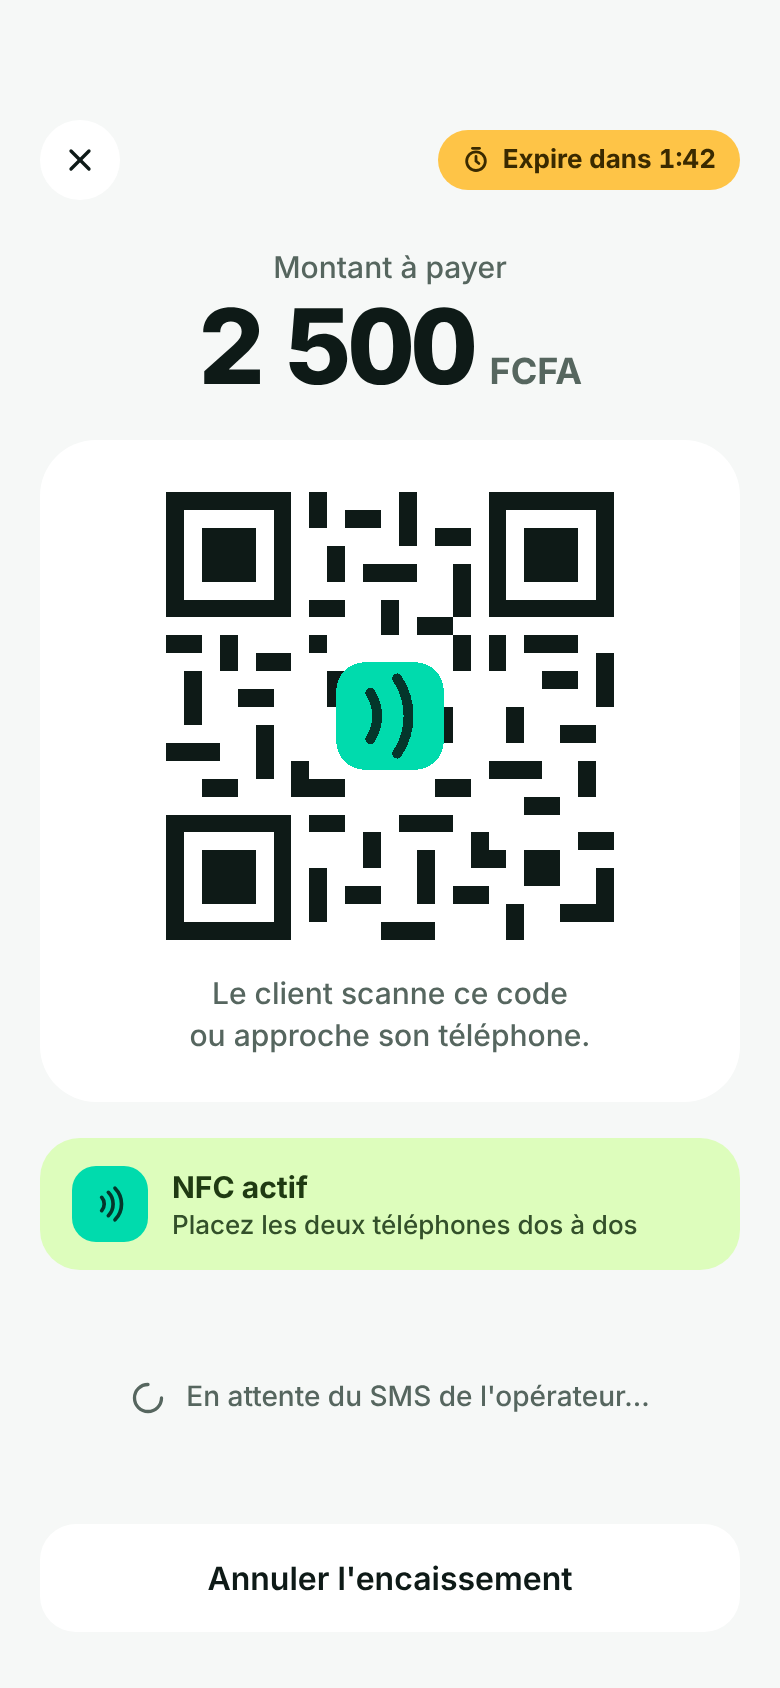 Expire dans 1:42
Montant à payer
2 500 FCFA
Le client scanne ce code
ou approche son téléphone.
NFC actif
Placez les deux téléphones dos à dos
En attente du SMS de l'opérateur...
Annuler l'encaissement